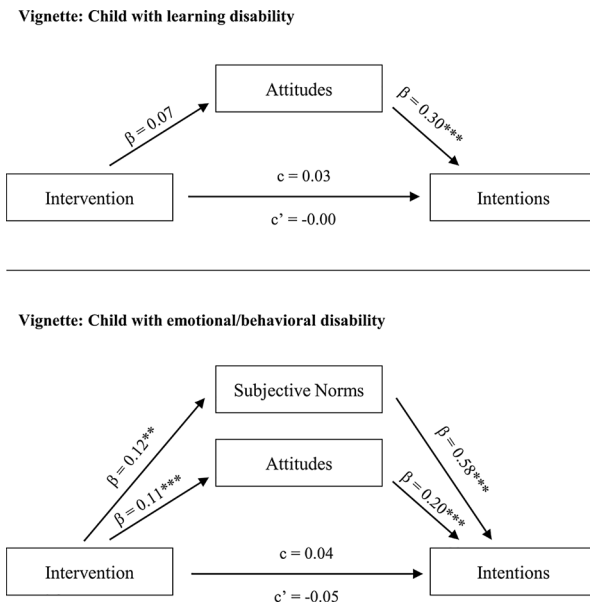 Vignette: Child with learning disability
Attitudes
β = 0.07
β = 0.30***
Intervention
c = 0.03
c’ = -0.00
Intentions
Vignette: Child with emotional/behavioral disability
Subjective Norms
β = 0.12**
β = 0.58***
Attitudes
β = 0.11***
β = 0.20***
Intervention
c = 0.04
c’ = -0.05
Intentions